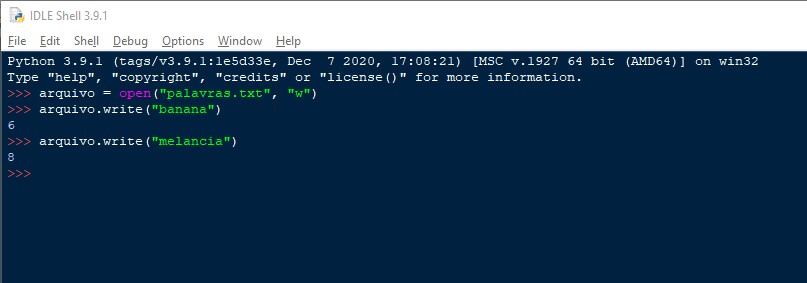 IDLE Shell 3.9.1
File Edit Shell Debug Options Window Help
Python 3.9.1 (tags/v3.9.1:1e5d33e, Dec  7 2020, 17:08:21) [MSC v.1927 64 bit (AMD64)] on win32
Type "help", "copyright", "credits" or "license()" for more information.
>>> arquivo = open("palavras.txt", "w")
>>> arquivo.write("banana")
6
>>> arquivo.write("melancia")
8
>>>